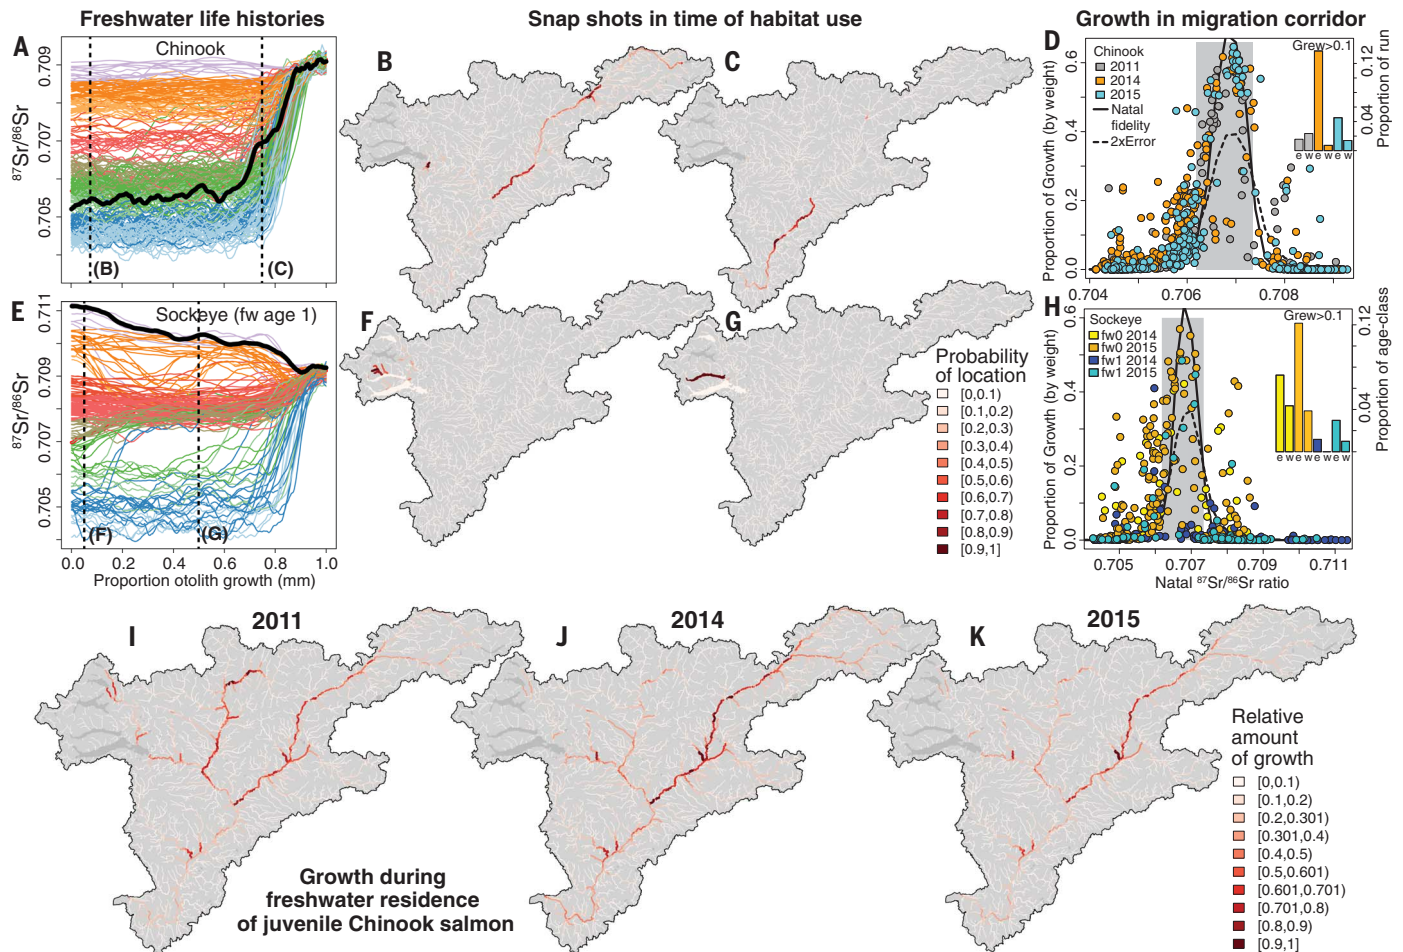 Freshwater life histories
Snap shots in time of habitat use
Growth in migration corridor
A
Chinook
87Sr/86Sr
0.709
0.707
0.705
(B)
(C)
B
C
D
Chinook
2011
2014
2015
Natal
fidelity
2xError
Proportion of Growth (by weight)
0.6
0.4
0.2
0.0
0.704
0.706
0.708
Grew>0.1
e w e w e w
0.12
0.04
Proportion of run
E
Sockeye (fw age 1)
87Sr/86Sr
0.711
0.709
0.707
0.705
(F)
(G)
0.0
0.2
0.4
0.6
0.8
1.0
Proportion otolith growth (mm)
F
G
Probability
of location
[0,0.1)
[0.1,0.2)
[0.2,0.3)
[0.3,0.4)
[0.4,0.5)
[0.5,0.6)
[0.6,0.7)
[0.7,0.8)
[0.8,0.9)
[0.9,1]
H
Sockeye
fw0 2014
fw0 2015
fw1 2014
fw1 2015
Proportion of Growth (by weight)
0.6
0.4
0.2
0.0
0.705
0.707
0.709
0.711
Natal 87Sr/86Sr ratio
Grew>0.1
e w e w e w e w
0.12
0.04
Proportion of age-class
I
2011
J
2014
K
2015
Growth during
freshwater residence
of juvenile Chinook salmon
Relative
amount
of growth
[0,0.1)
[0.1,0.2)
[0.2,0.301)
[0.301,0.4)
[0.4,0.5)
[0.5,0.601)
[0.601,0.701)
[0.701,0.8)
[0.8,0.9)
[0.9,1]